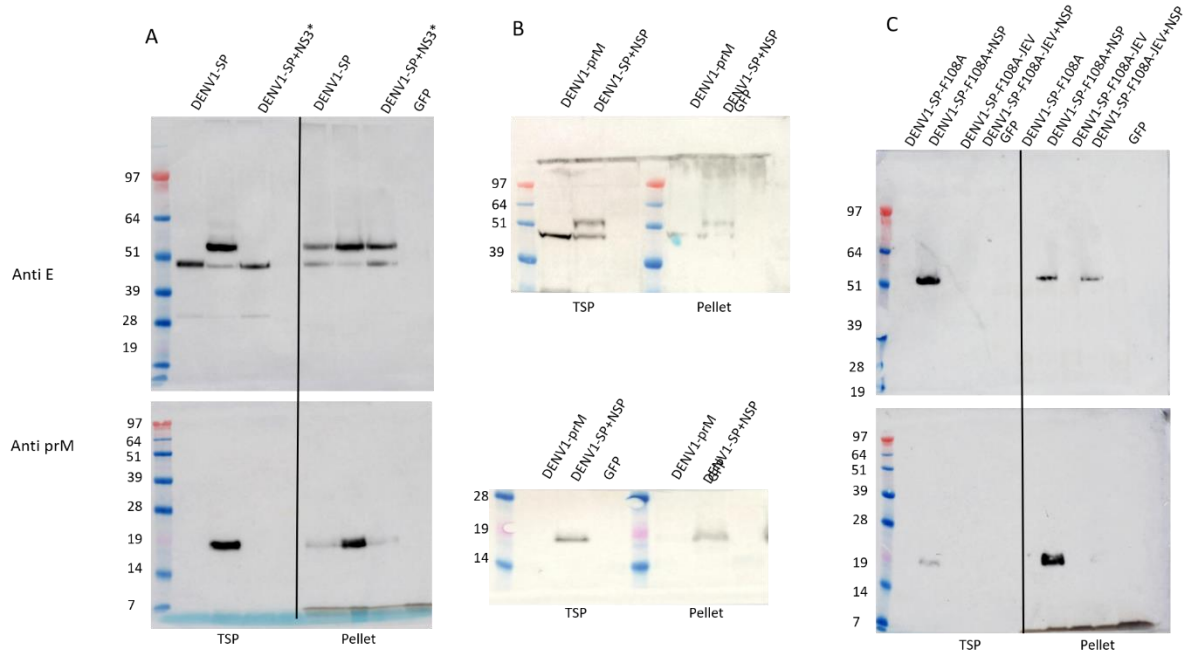 A
DENV1-SP
DENV1-SP+NS3*
DENV1-SP
DENV1-SP+NS3*
GFP
97
64
51
39
28
19
Anti E
97
64
51
39
28
19
14
7
Anti prM
TSP
Pellet
B
DENV1-prM
DENV1-SP+NSP
DENV1-prM
DENV1-SP+NSP
GFP
97
64
51
39
TSP
Pellet
DENV1-prM
DENV1-SP+NSP
GFP
DENV1-prM
DENV1-SP+NSP
GFP
28
19
14
TSP
Pellet
C
DENV1-SP-F108A
DENV1-SP-F108A+NSP
DENV1-SP-F108A-JEV
DENV1-SP-F108A-JEV+NSP
GFP
DENV1-SP-F108A
DENV1-SP-F108A+NSP
DENV1-SP-F108A-JEV
DENV1-SP-F108A-JEV+NSP
GFP
97
64
51
39
28
19
97
64
51
39
28
19
14
7
TSP
Pellet